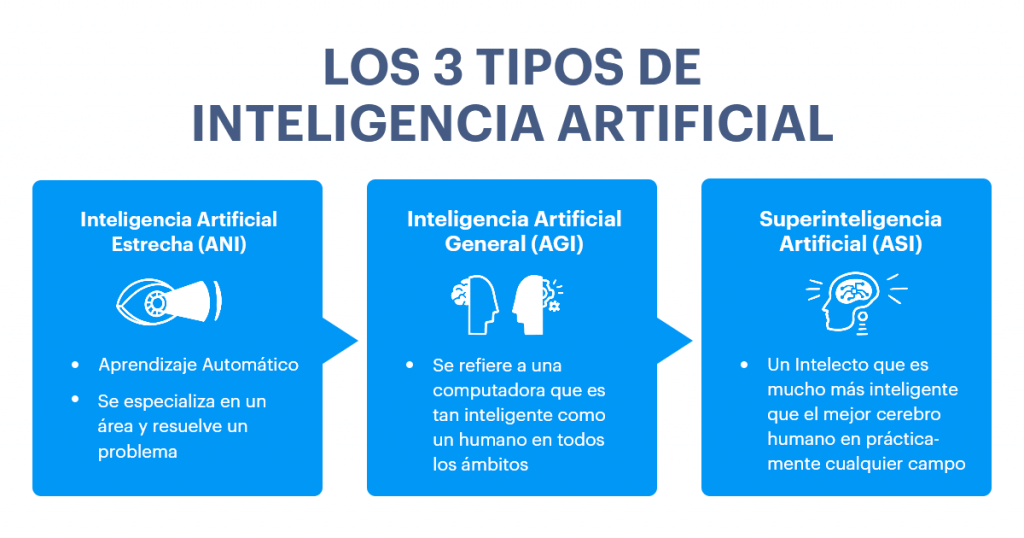 LOS 3 TIPOS DE
INTELIGENCIA ARTIFICIAL
Inteligencia Artificial
Estrecha (ANI)
• Aprendizaje Automático
• Se especializa en un
área y resuelve un
problema
Inteligencia Artificial
General (AGI)
• Se refiere a una
computadora que es
tan inteligente como
un humano en todos
los ámbitos
Superinteligencia
Artificial (ASI)
• Un Intelecto que es
mucho más inteligente
que el mejor cerebro
humano en práctica-
mente cualquier campo